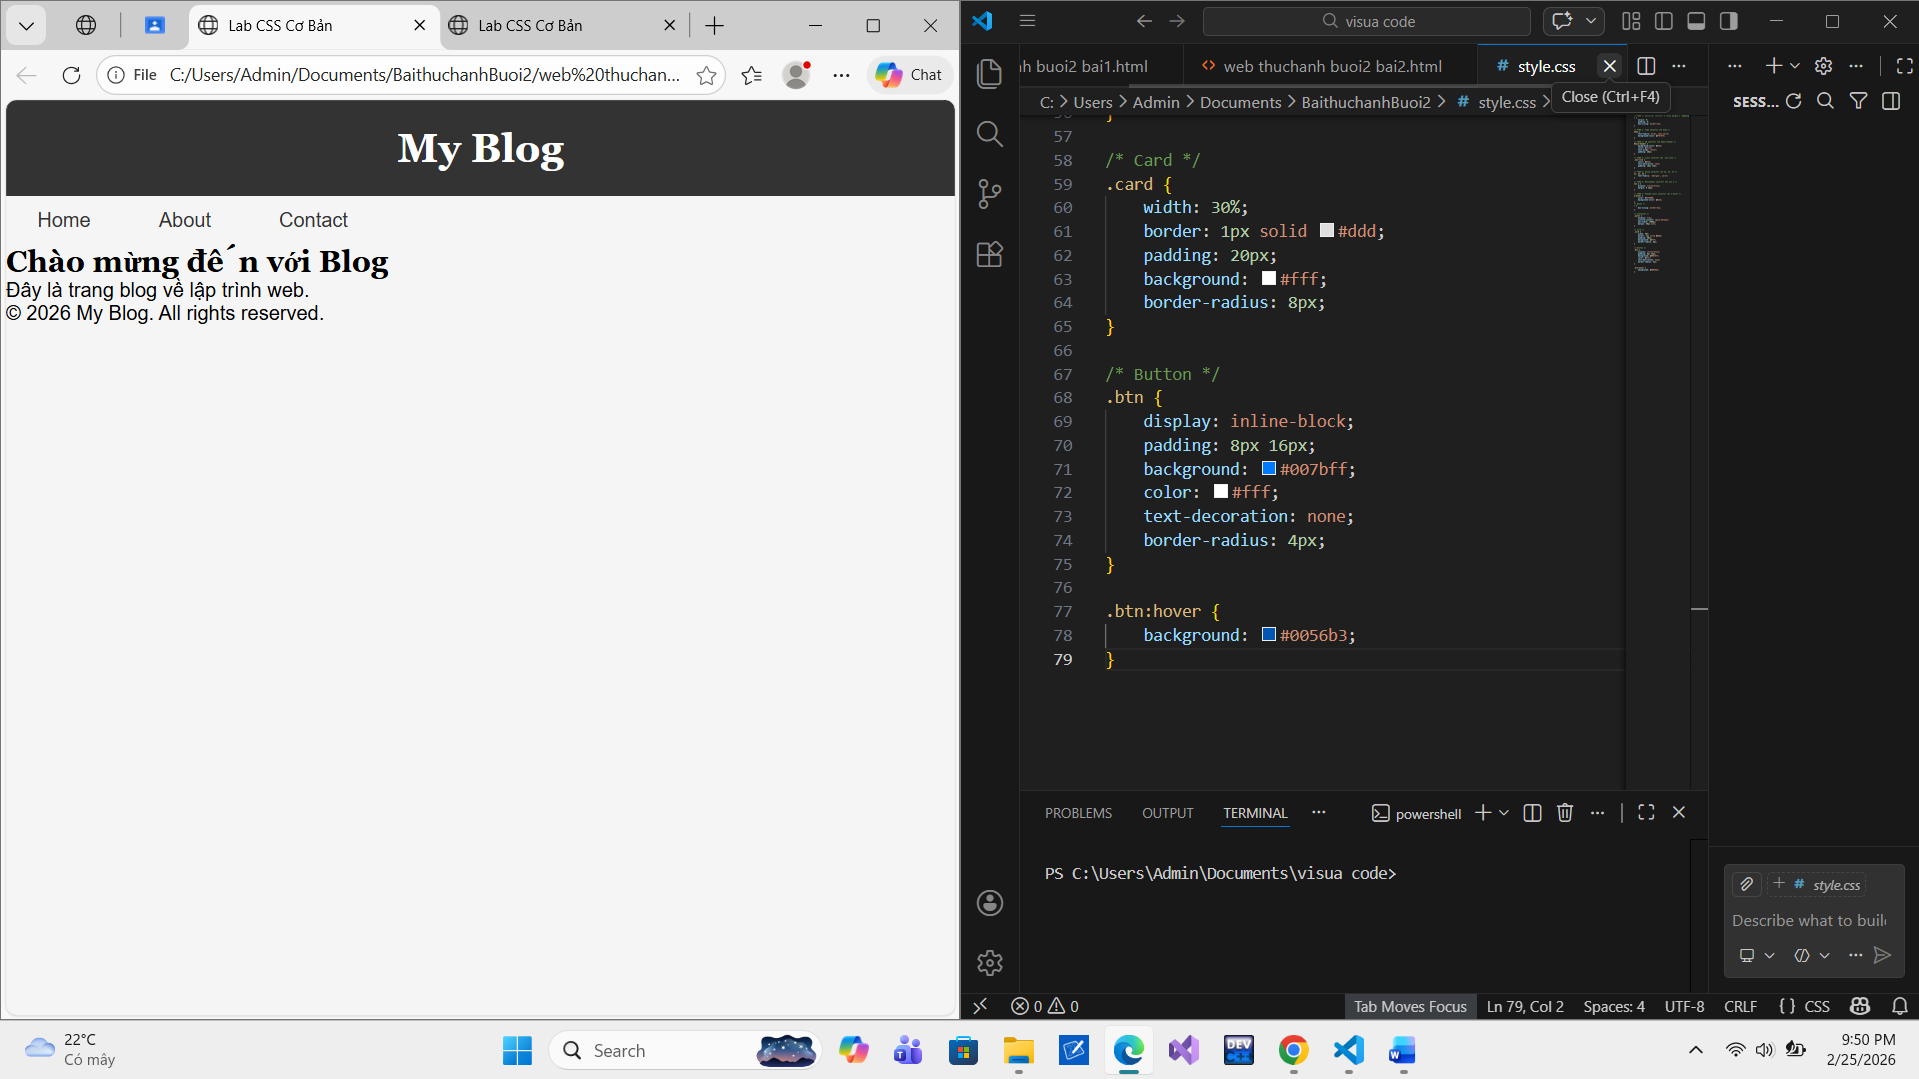 Lab CSS Cơ Bản
Lab CSS Cơ Bản
File C:/Users/Admin/Documents/BaithuchanhBuoi2/web%20thuchan...
Chat
My Blog
Home About Contact
Chào mừng đến với Blog
Đây là trang blog về lập trình web.
© 2026 My Blog. All rights reserved.
visua code
h buoi2 bai1.html
<> web thuchanh buoi2 bai2.html
# style.css
Close (Ctrl+F4)
C: > Users > Admin > Documents > BaithuchanhBuoi2 > # style.css >
SESS...
57
58 /* Card */
59 .card {
60 width: 30%;
61 border: 1px solid #ddd;
62 padding: 20px;
63 background: #fff;
64 border-radius: 8px;
65 }
66
67 /* Button */
68 .btn {
69 display: inline-block;
70 padding: 8px 16px;
71 background: #007bff;
72 color: #fff;
73 text-decoration: none;
74 border-radius: 4px;
75 }
76
77 .btn:hover {
78 background: #0056b3;
79 }
PROBLEMS OUTPUT TERMINAL ... powershell
PS C:\Users\Admin\Documents\visua code>
+ # style.css
Describe what to buil
0 0
Tab Moves Focus Ln 79, Col 2 Spaces: 4 UTF-8 CRLF { } CSS
22°C
Có mây
Search
DEV C++
9:50 PM
2/25/2026